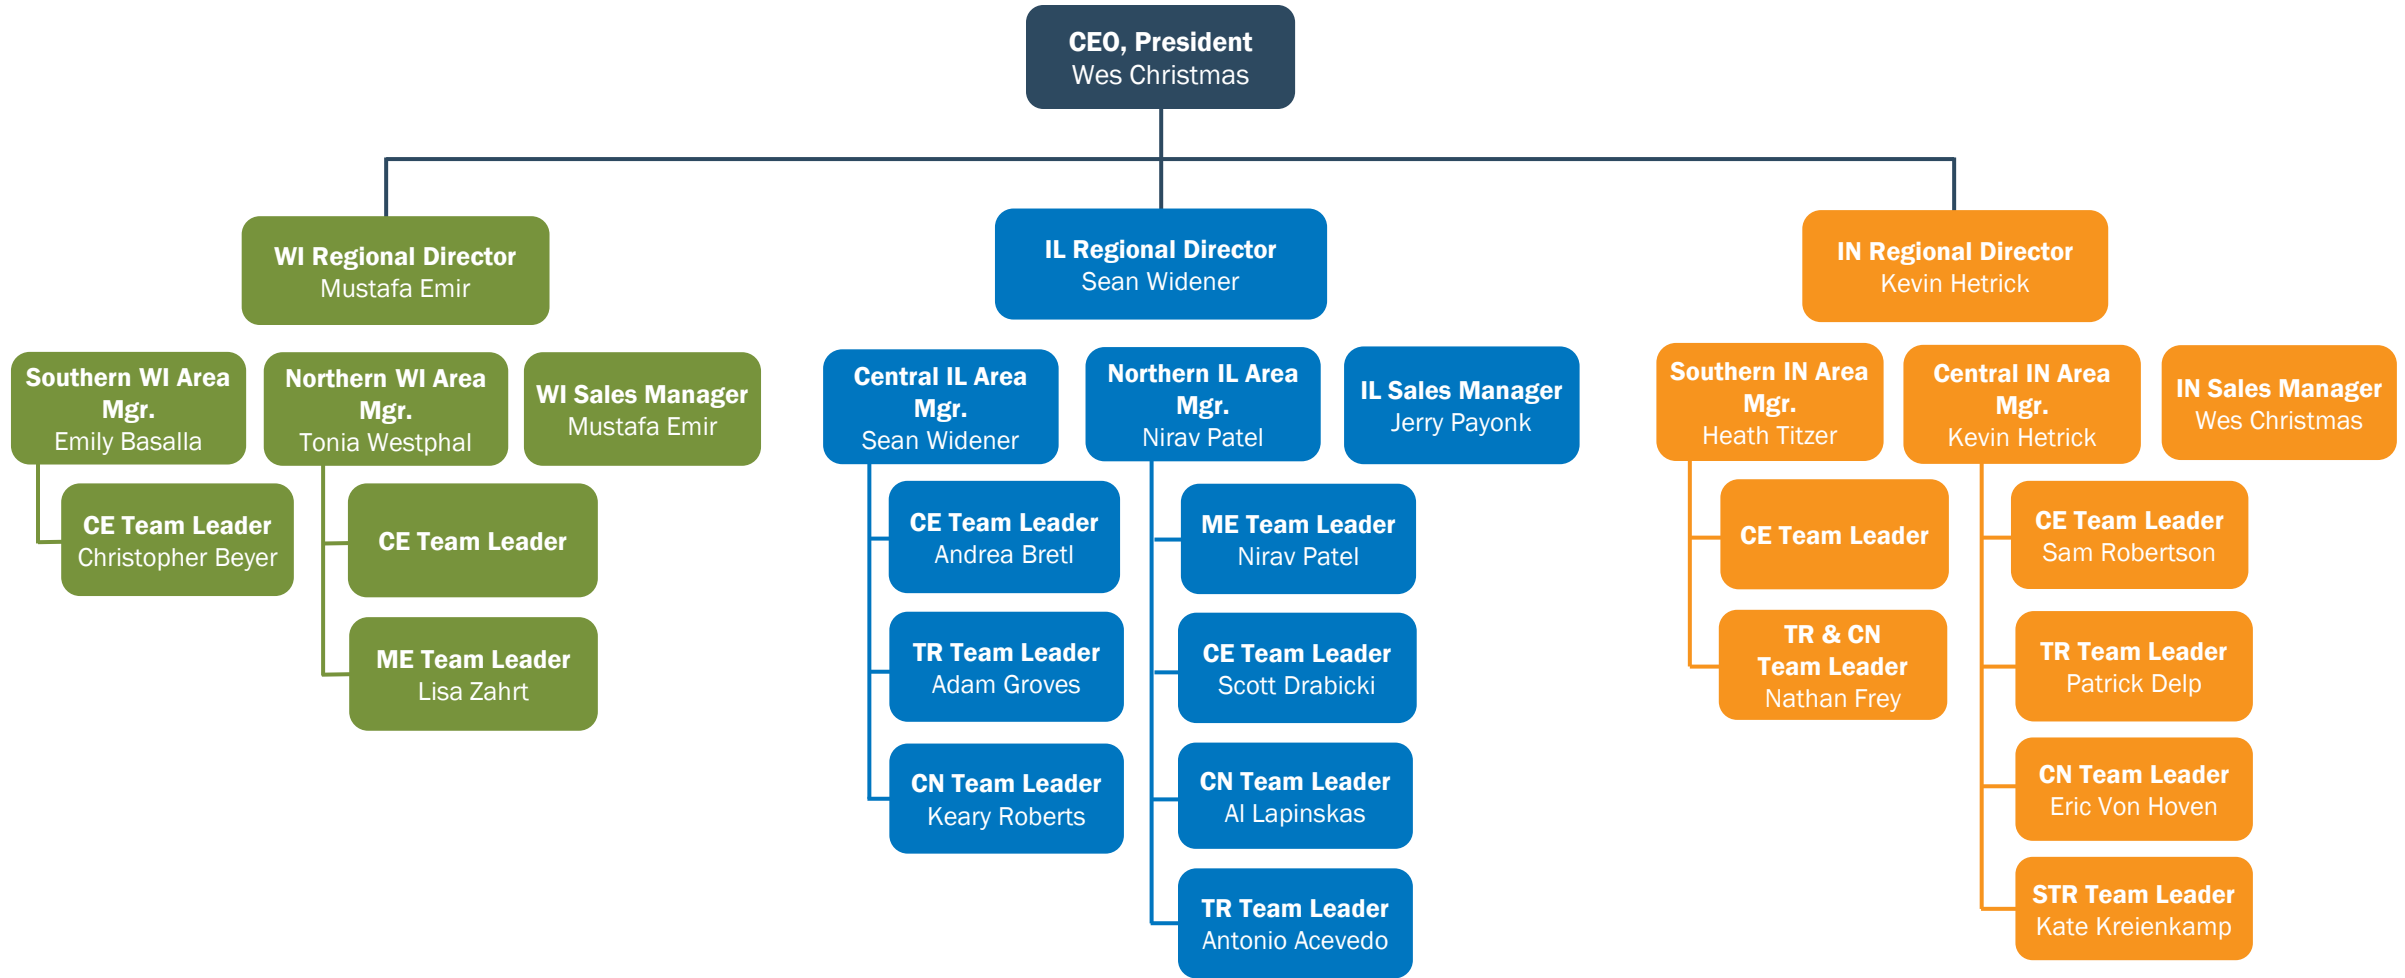 CEO, President
Wes Christmas
WI Regional Director
Mustafa Emir
IL Regional Director
Sean Widener
IN Regional Director
Kevin Hetrick
Southern WI Area
Mgr.
Emily Basalla
Northern WI Area
Mgr.
Tonia Westphal
WI Sales Manager
Mustafa Emir
Central IL Area
Mgr.
Sean Widener
Northern IL Area
Mgr.
Nirav Patel
IL Sales Manager
Jerry Payonk
Southern IN Area
Mgr.
Heath Titzer
Central IN Area
Mgr.
Kevin Hetrick
IN Sales Manager
Wes Christmas
CE Team Leader
Christopher Beyer
CE Team Leader
ME Team Leader
Lisa Zahrt
CE Team Leader
Andrea Bretl
TR Team Leader
Adam Groves
CN Team Leader
Keary Roberts
ME Team Leader
Nirav Patel
CE Team Leader
Scott Drabicki
CN Team Leader
Al Lapinskas
TR Team Leader
Antonio Acevedo
CE Team Leader
TR & CN
Team Leader
Nathan Frey
CE Team Leader
Sam Robertson
TR Team Leader
Patrick Delp
CN Team Leader
Eric Von Hoven
STR Team Leader
Kate Kreienkamp